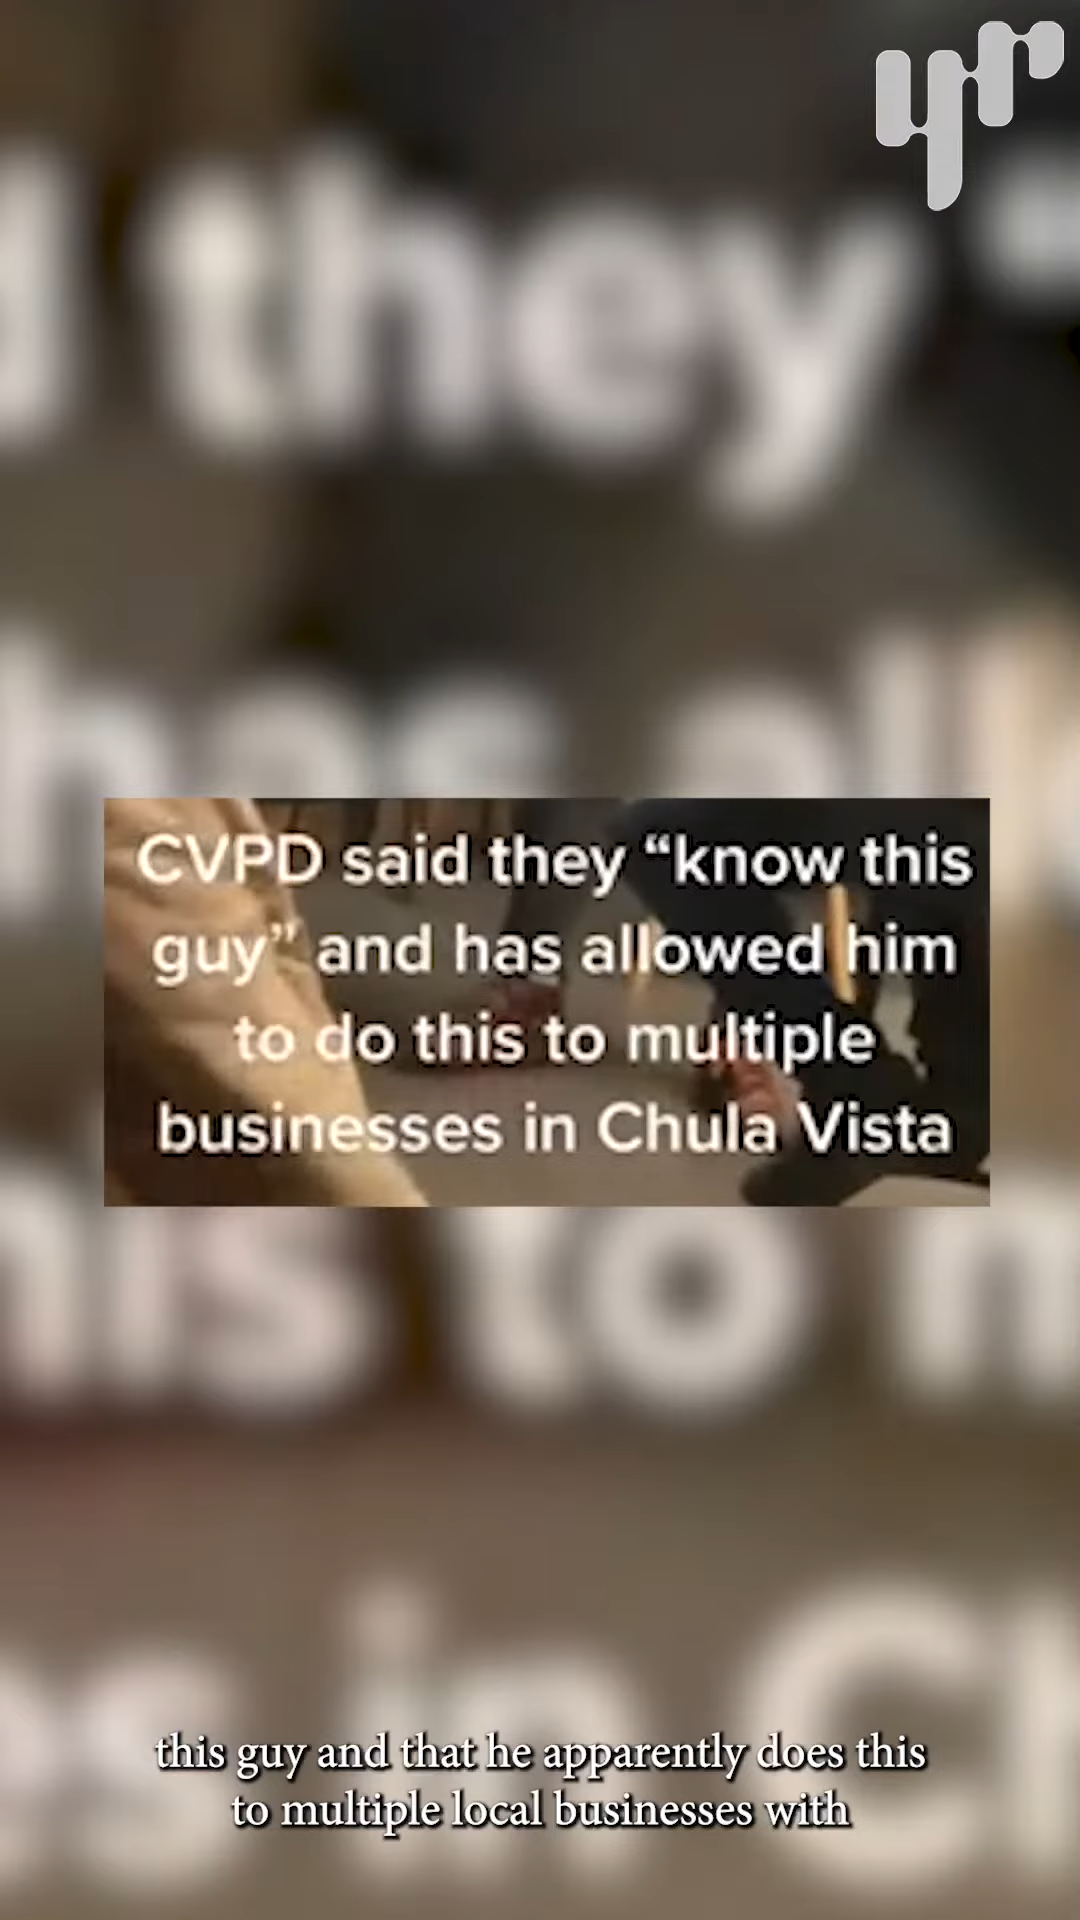 yr
CVPD said they “know this
guy” and has allowed him
to do this to multiple
businesses in Chula Vista
this guy and that he apparently does this
to multiple local businesses with